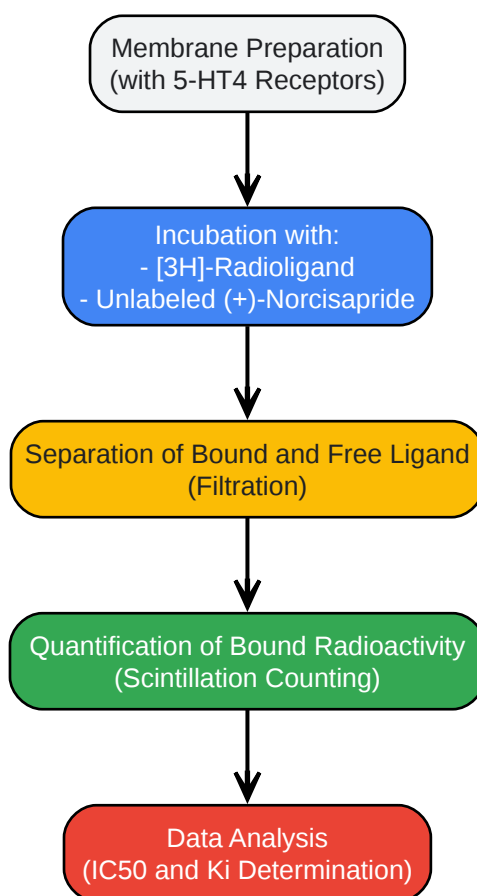 Membrane Preparation
(with 5-HT4 Receptors)
Incubation with:
- [3H]-Radioligand
- Unlabeled (+)-Norcisapride
Separation of Bound and Free Ligand
(Filtration)
Quantification of Bound Radioactivity
(Scintillation Counting)
Data Analysis
(IC50 and Ki Determination)